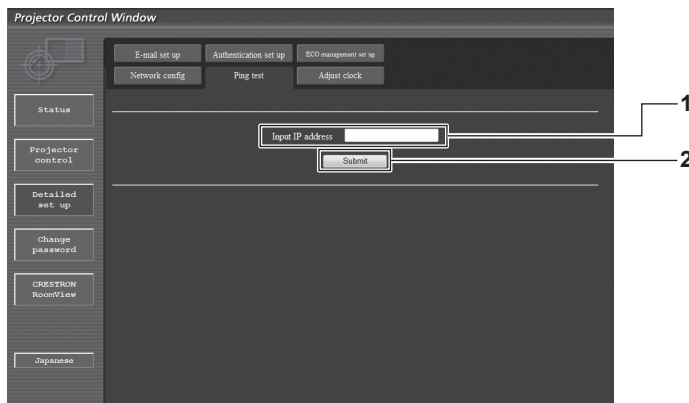 Projector Control Window
E-mail set up
Authentication set up
ECO management set up
Network config
Ping test
Adjust clock
Status
Projector
control
Detailed
set up
Change
password
CRESTRON
RoomView
Japanese
Input IP address
Submit
1
2